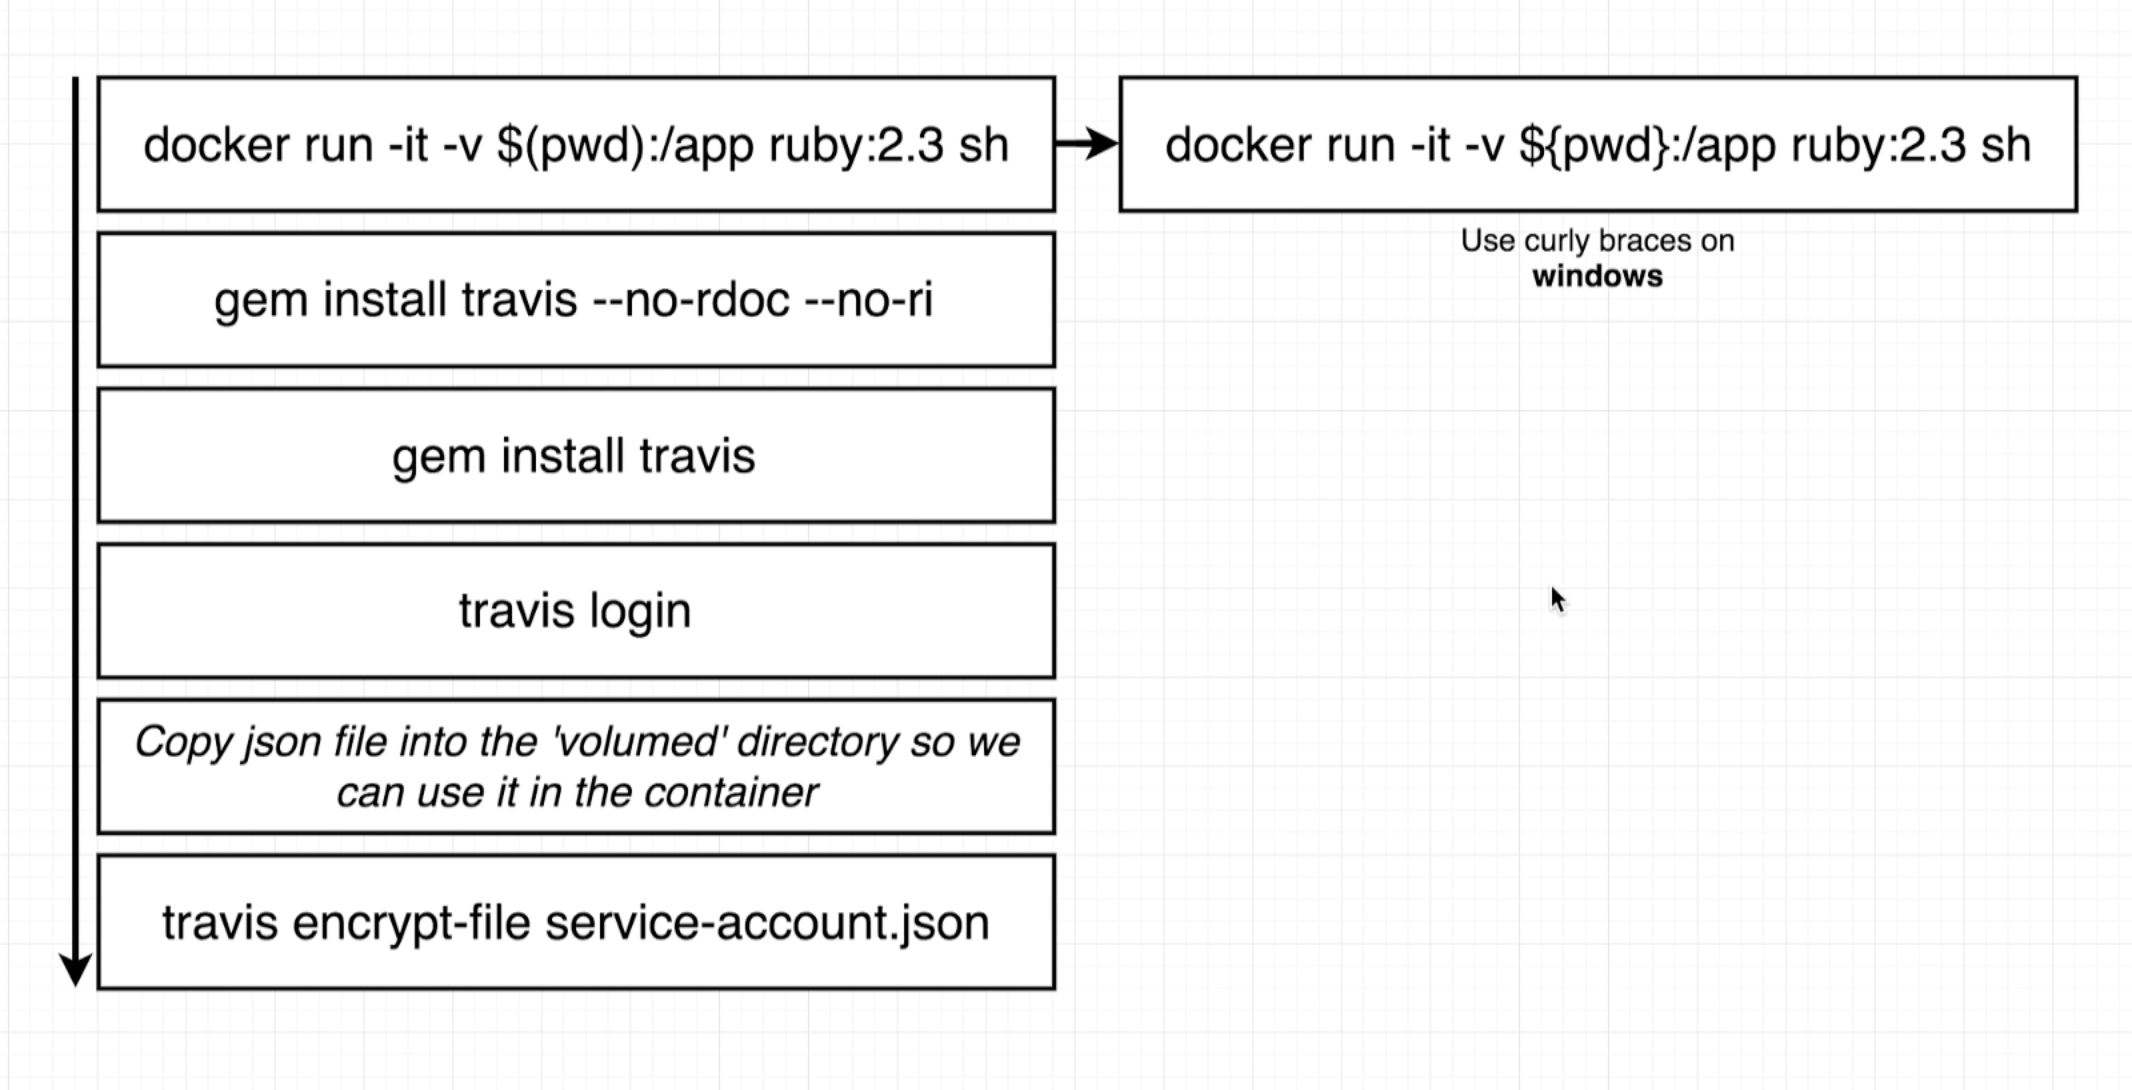 docker run -it -v $(pwd):/app ruby:2.3 sh
docker run -it -v ${pwd}:/app ruby:2.3 sh
Use curly braces on
windows
gem install travis --no-rdoc --no-ri
gem install travis
travis login
Copy json file into the 'volumed' directory so we
can use it in the container
travis encrypt-file service-account.json